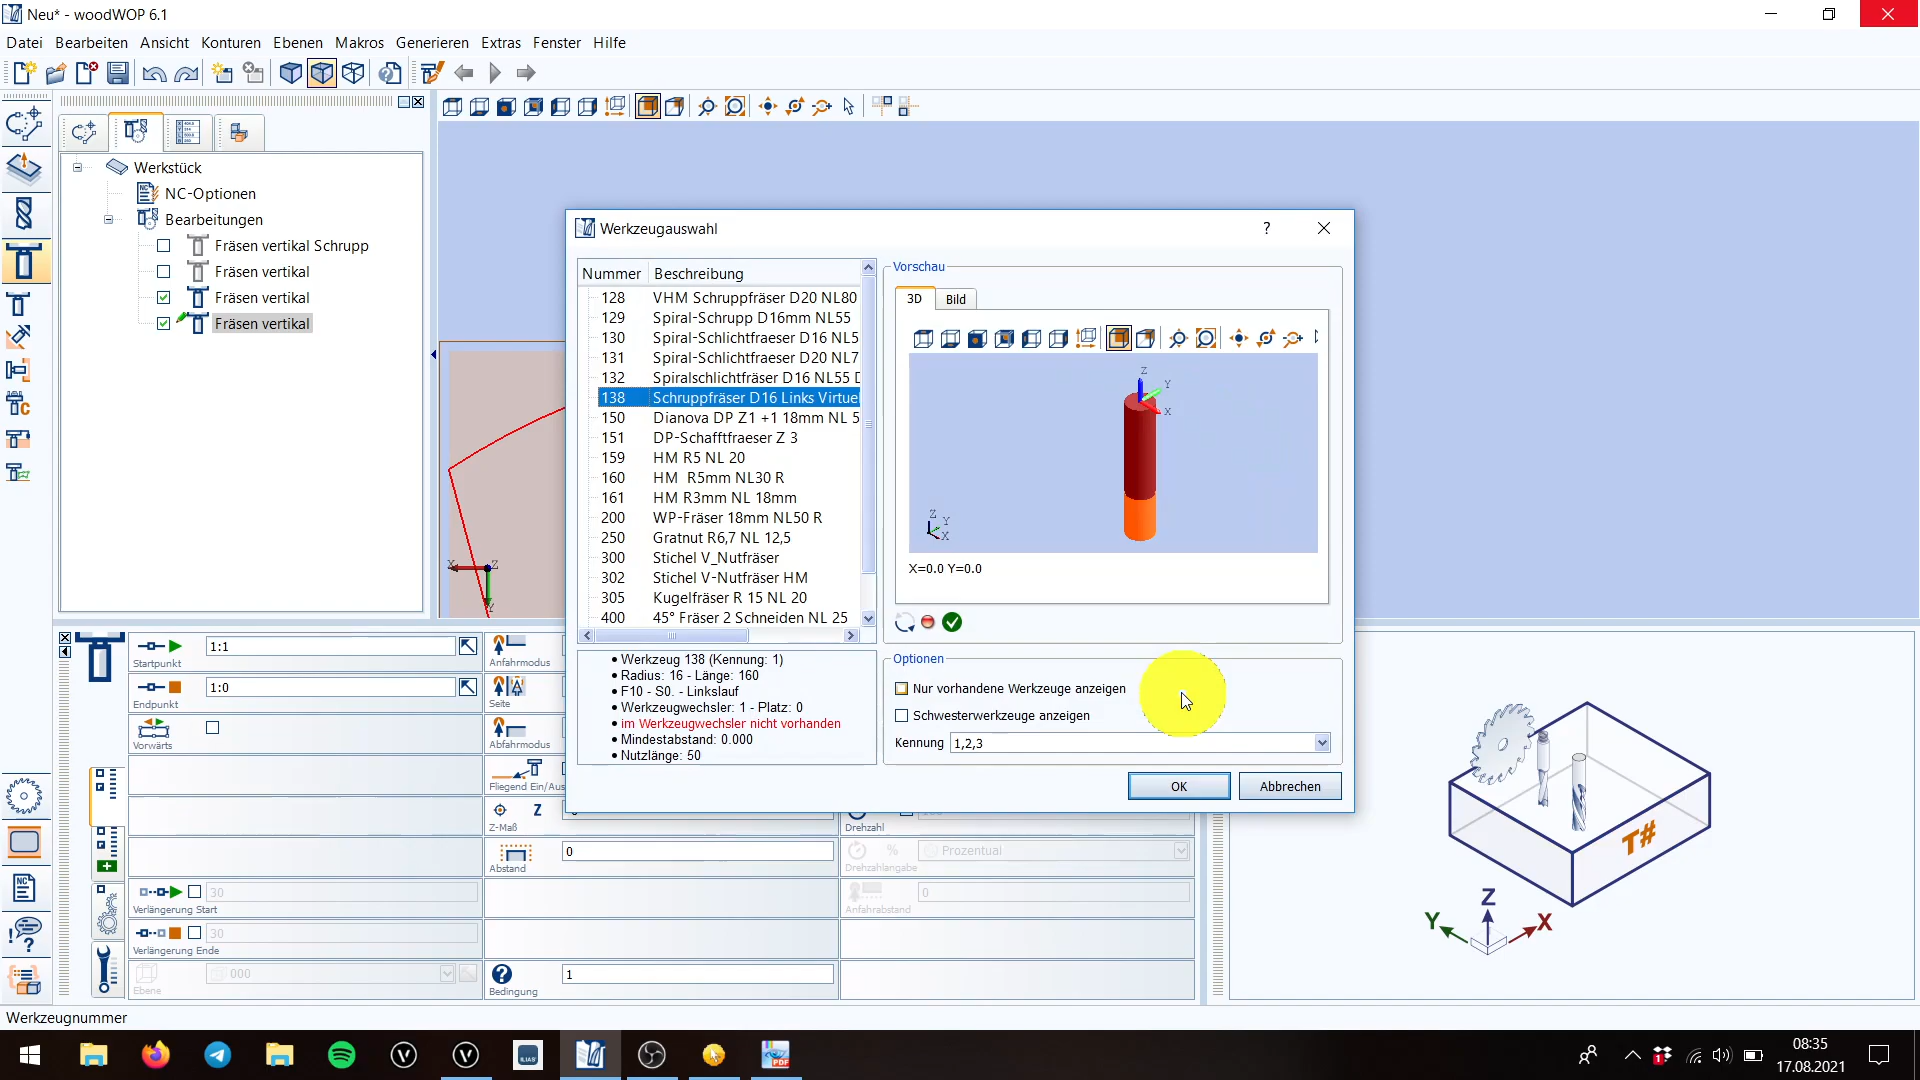 Neu* - woodWOP 6.1
Datei Bearbeiten Ansicht Konturen Ebenen Makros Generieren Extras Fenster Hilfe
Werkstück
NC-Optionen
Bearbeitungen
Fräsen vertikal Schrupp
Fräsen vertikal
Fräsen vertikal
Fräsen vertikal
X Z
Y
Werkzeugauswahl
?
Nummer Beschreibung
128 VHM Schruppfräser D20 NL80
129 Spiral-Schrupp D16mm NL55
130 Spiral-Schlichtfraeser D16 NL5
131 Spiral-Schlichtfraeser D20 NL7
132 Spiralschlichtfräser D16 NL55 D
138 Schruppfräser D16 Links Virtuel
150 Dianova DP Z1 +1 18mm NL 5
151 DP-Schafftfraeser Z 3
159 HM R5 NL 20
160 HM R5mm NL30 R
161 HM R3mm NL 18mm
200 WP-Fräser 18mm NL50 R
250 Gratnut R6,7 NL 12,5
300 Stichel V_Nutfräser
302 Stichel V-Nutfräser HM
305 Kugelfräser R 15 NL 20
400 45° Fräser 2 Schneiden NL 25
Werkzeug 138 (Kennung: 1)
Radius: 16 - Länge: 160
F10 - S0. - Linkslauf
Werkzeugwechsler: 1 - Platz: 0
im Werkzeugwechsler nicht vorhanden
Mindestabstand: 0.000
Nutzlänge: 50
Vorschau
3D Bild
Z
Y
X
Z
Y
X
X=0.0 Y=0.0
Optionen
Nur vorhandene Werkzeuge anzeigen
Schwesterwerkzeuge anzeigen
Kennung 1,2,3
OK Abbrechen
Startpunkt 1:1
Endpunkt 1:0
Vorwärts
Verlängerung Start 30
Verlängerung Ende 30
Ebene 000
Anfahrmodus
Seite
Abfahrmodus
Fliegend Ein/Aus
Z
Z-Maß
Abstand 0
Bedingung 1
Drehzahl
%
Drehzahlangabe Prozentual
Anfahrabstand 0
T#
Z
Y X
Werkzeugnummer
ILIAS
PDF
08:35
17.08.2021